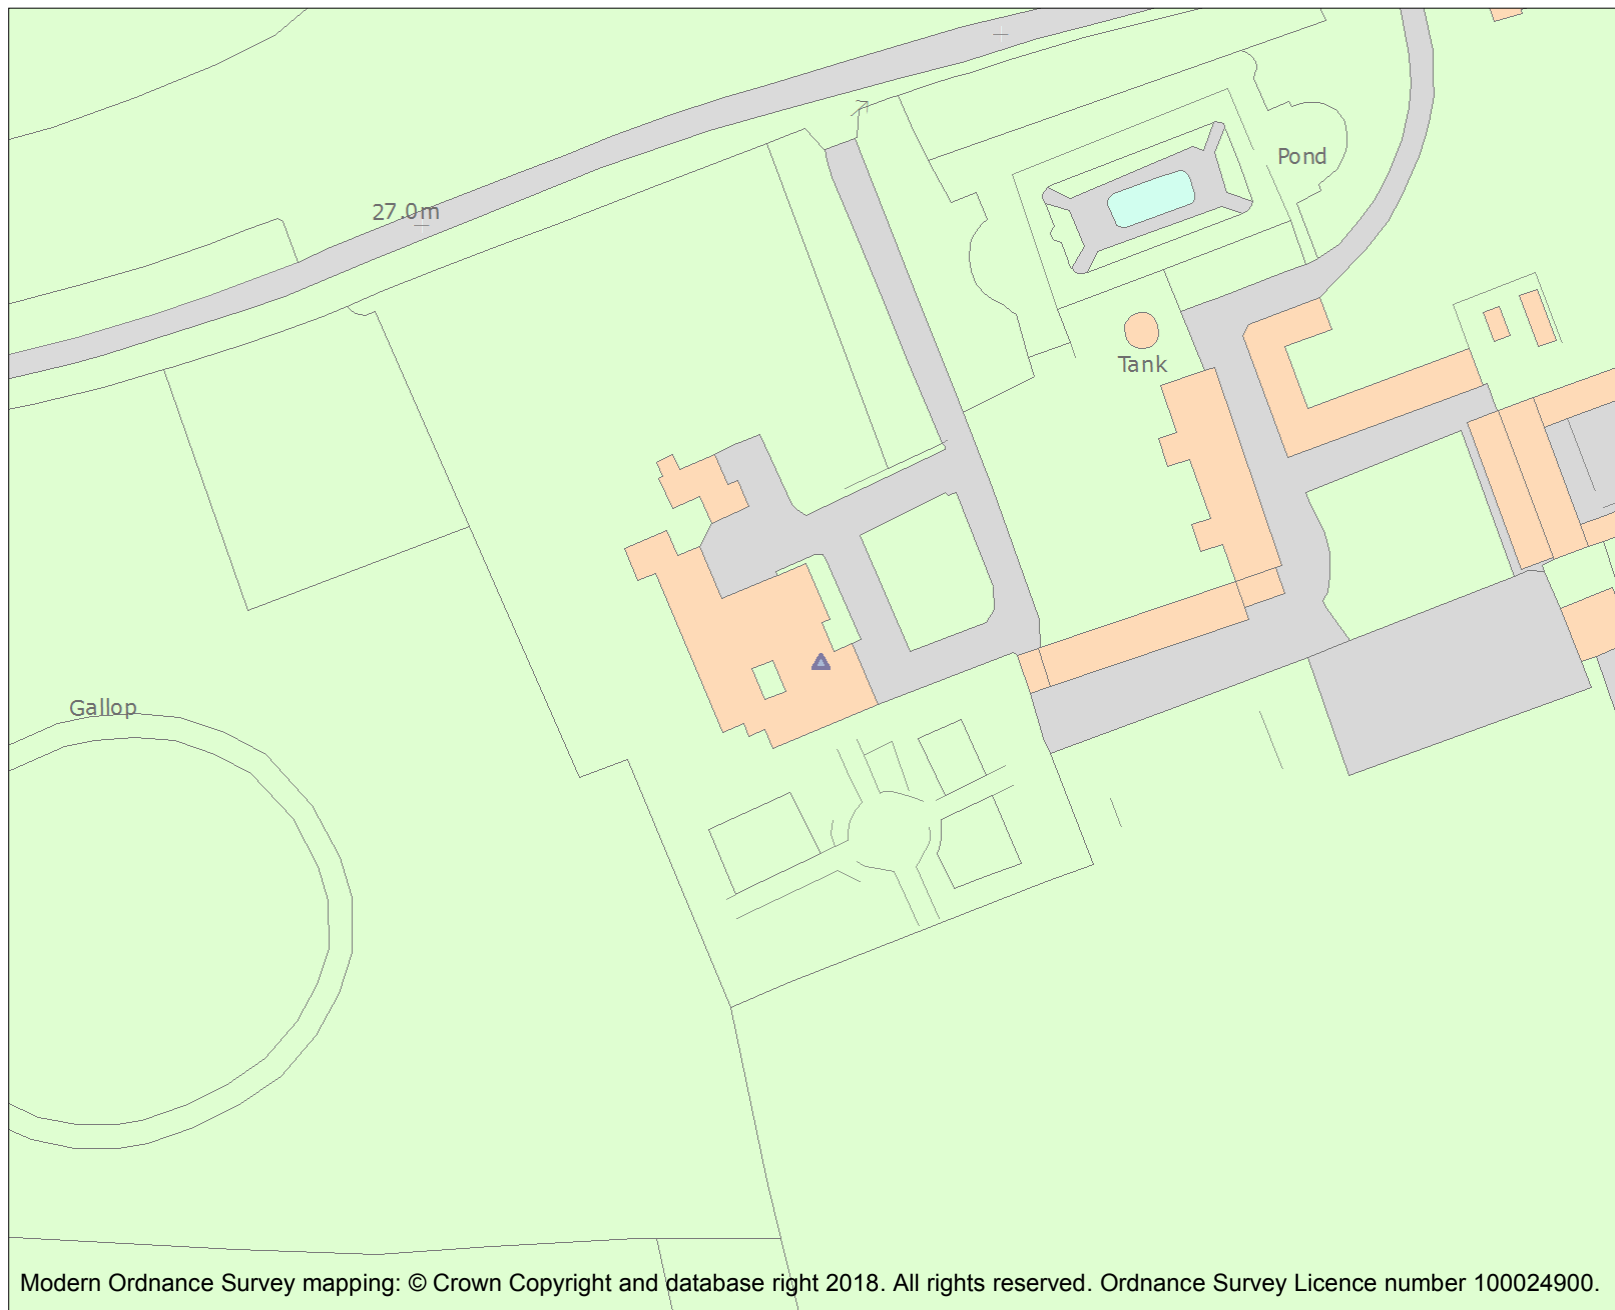 Pond
27.0m
Tank
Gallop
Modern Ordnance Survey mapping: © Crown Copyright and database right 2018. All rights reserved. Ordnance Survey Licence number 100024900.